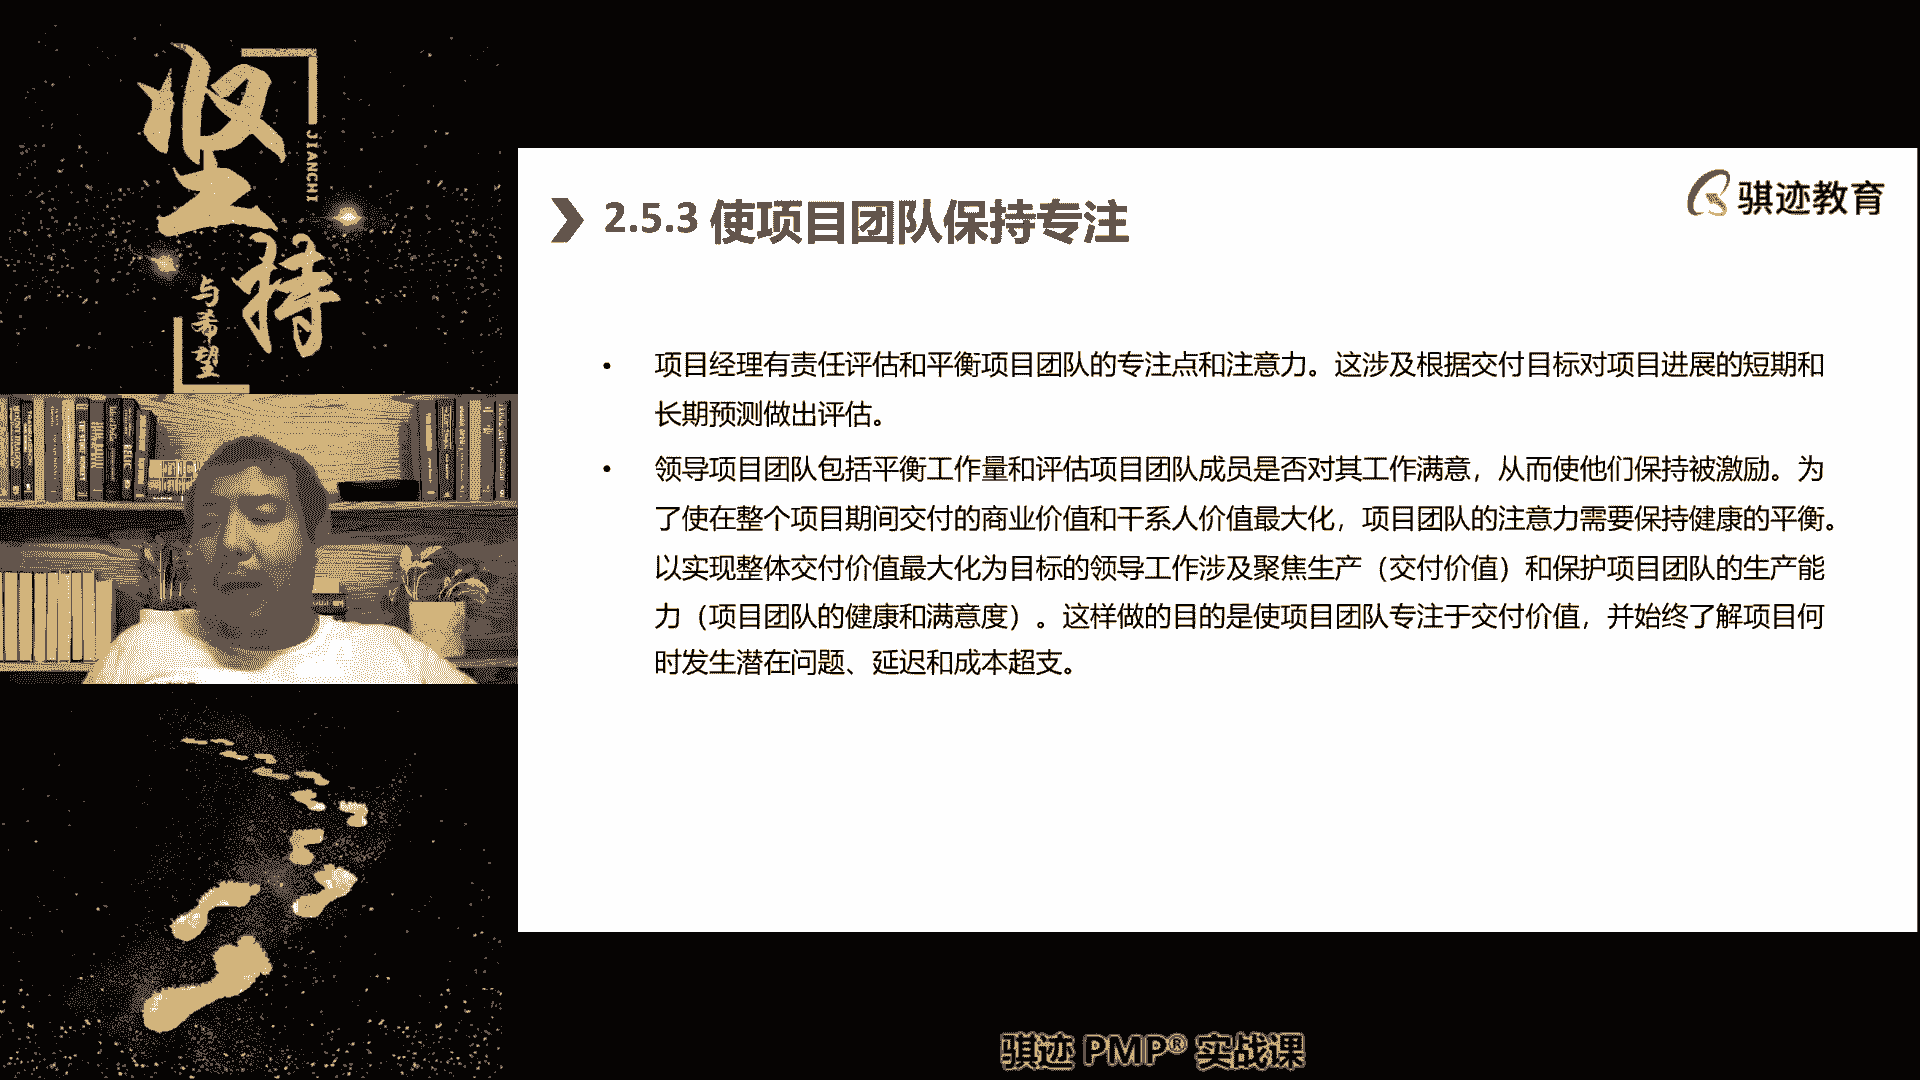 坚持
JIANCHI
与希望
骐迹教育
2.5.3 使项目团队保持专注
• 项目经理有责任评估和平衡项目团队的专注点和注意力。这涉及根据交付目标对项目进展的短期和
长期预测做出评估。
• 领导项目团队包括平衡工作量和评估项目团队成员是否对其工作满意，从而使他们保持被激励。为
了使在整个项目期间交付的商业价值和干系人价值最大化，项目团队的注意力需要保持健康的平衡。
以实现整体交付价值最大化为目标的领导工作涉及聚焦生产（交付价值）和保护项目团队的生产能
力（项目团队的健康和满意度）。这样做的目的是使项目团队专注于交付价值，并始终了解项目何
时发生潜在问题、延迟和成本超支。
骐迹 PMP® 实战课